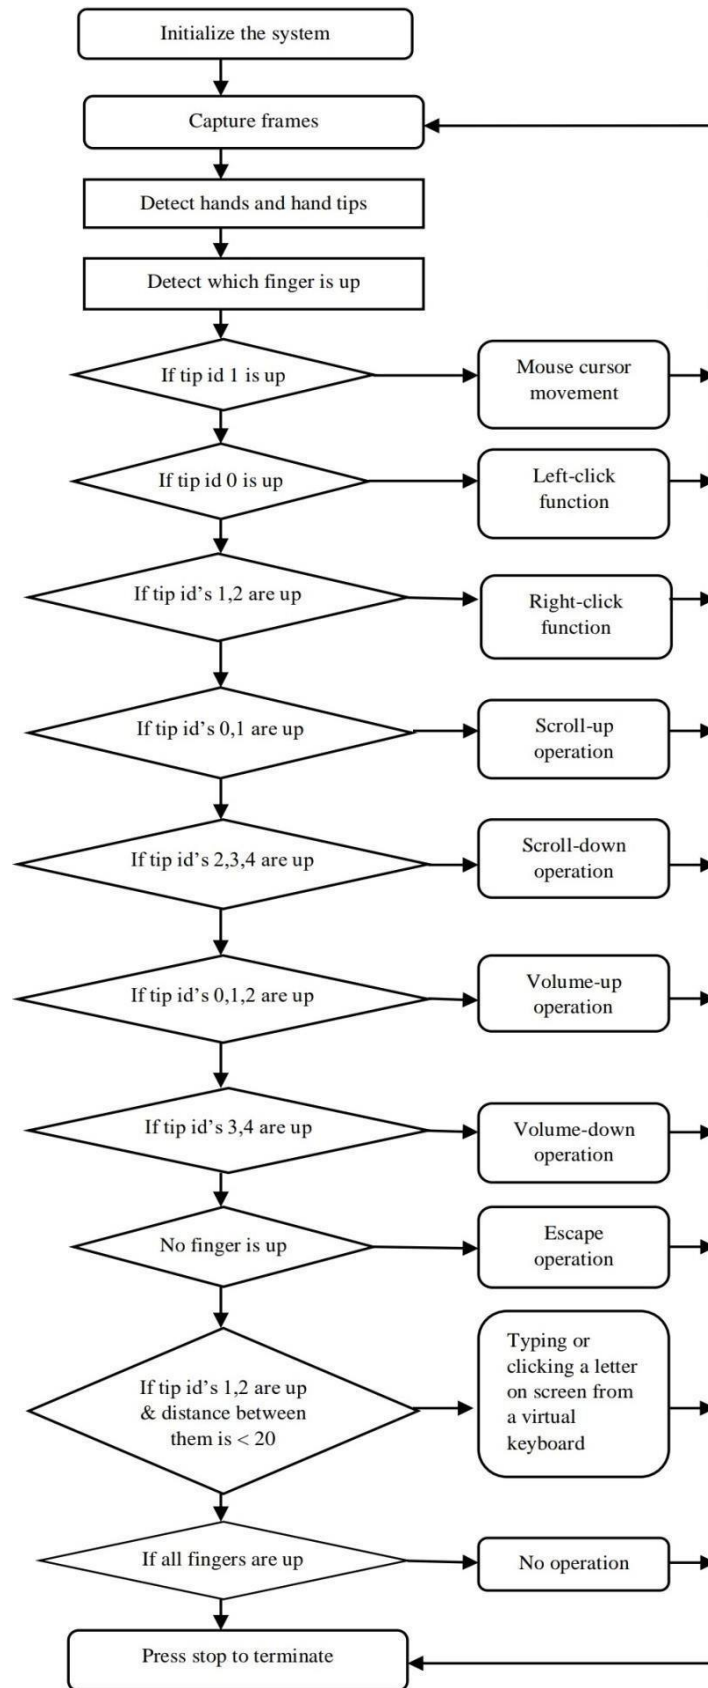 Initialize the system
Capture frames
Detect hands and hand tips
Detect which finger is up
If tip id 1 is up
Mouse cursor
movement
If tip id 0 is up
Left-click
function
If tip id’s 1,2 are up
Right-click
function
If tip id’s 0,1 are up
Scroll-up
operation
If tip id’s 2,3,4 are up
Scroll-down
operation
If tip id’s 0,1,2 are up
Volume-up
operation
If tip id’s 3,4 are up
Volume-down
operation
No finger is up
Escape
operation
If tip id’s 1,2 are up
& distance between
them is < 20
Typing or
clicking a letter
on screen from
a virtual
keyboard
If all fingers are up
No operation
Press stop to terminate